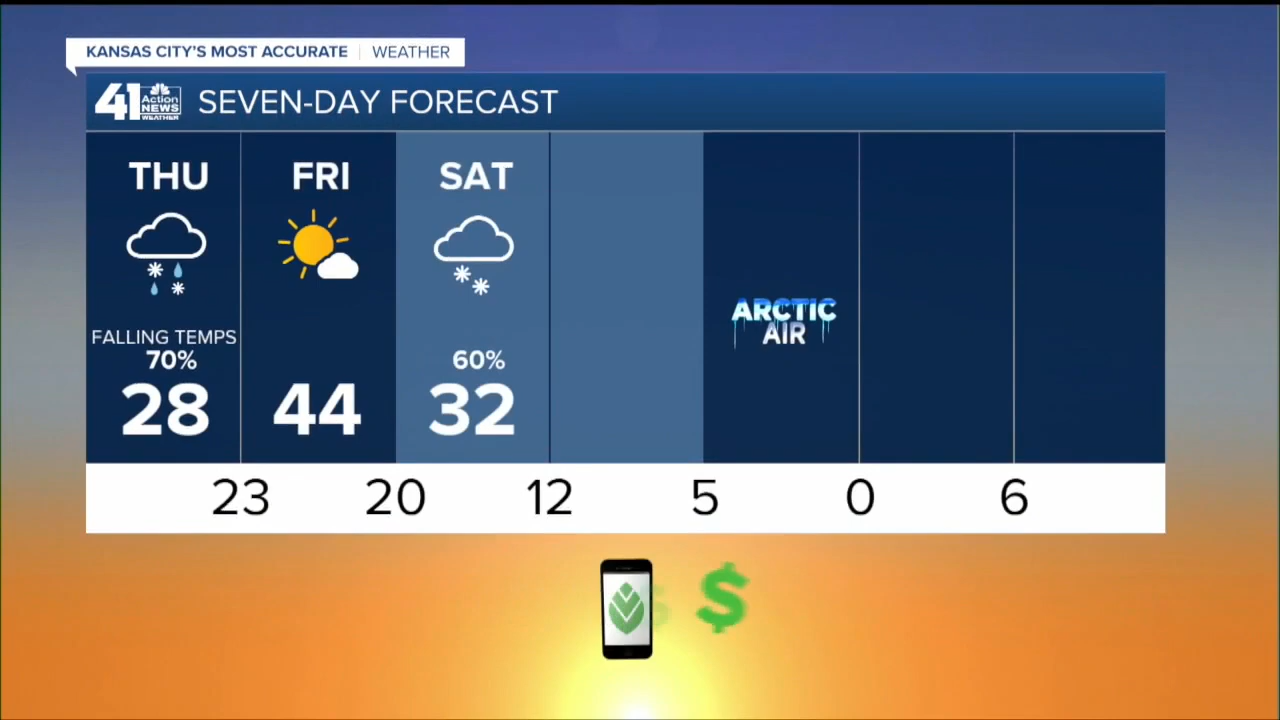 KANSAS CITY'S MOST ACCURATE | WEATHER
41 Action NEWS WEATHER
SEVEN-DAY FORECAST
THU FRI SAT
ARCTIC AIR
FALLING TEMPS
70% 60%
28 44 32
23 20 12 5 0 6
$